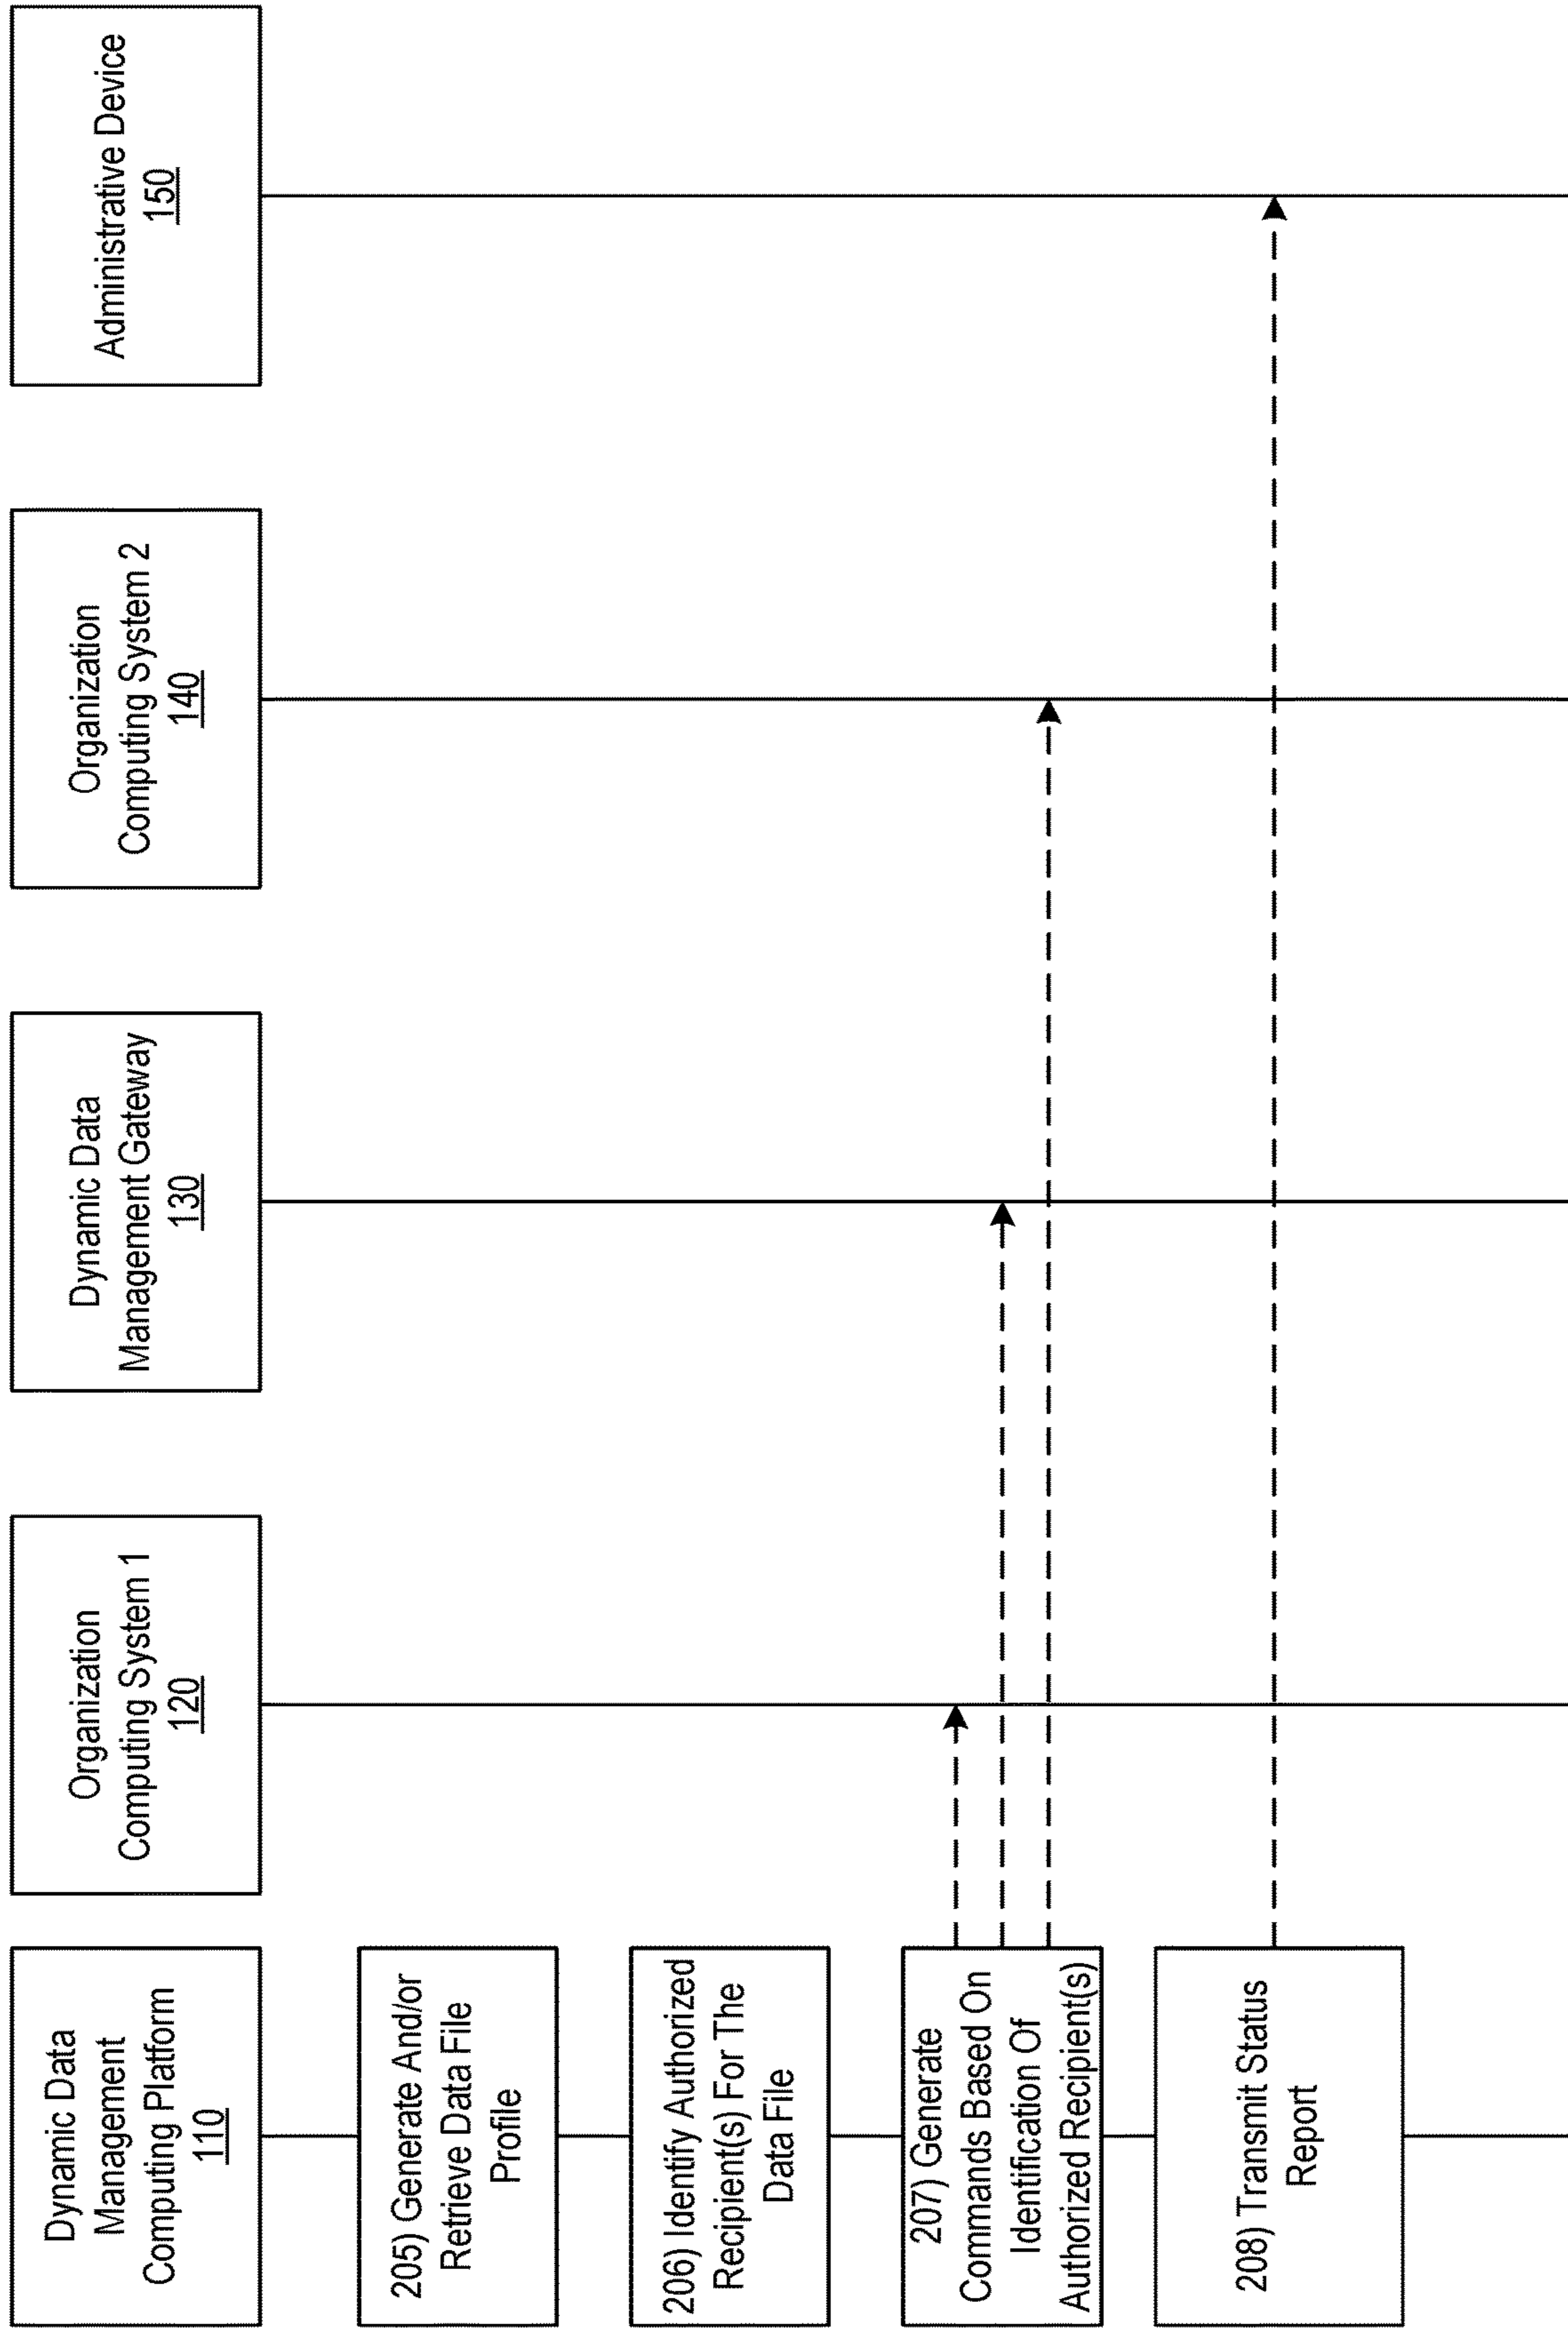 Dynamic Data
Management
Computing Platform
110
Organization
Computing System 1
120
Dynamic Data
Management Gateway
130
Organization
Computing System 2
140
Administrative Device
150
205) Generate And/or
Retrieve Data File
Profile
206) Identify Authorized
Recipient(s) For The
Data File
207) Generate
Commands Based On
Identification Of
Authorized Recipient(s)
208) Transmit Status
Report